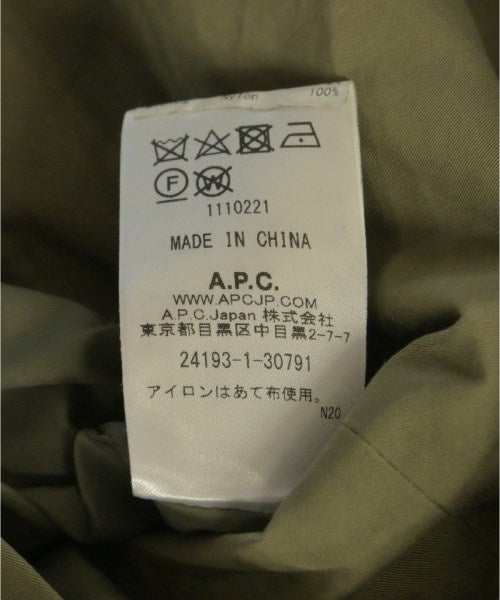 Nylon 100%
F W
1110221
MADE IN CHINA
A.P.C.
WWW.APCJP.COM
A.P.C.Japan 株式会社
東京都目黒区中目黒2-7-7
24193-1-30791
アイロンはあて布使用。
N20